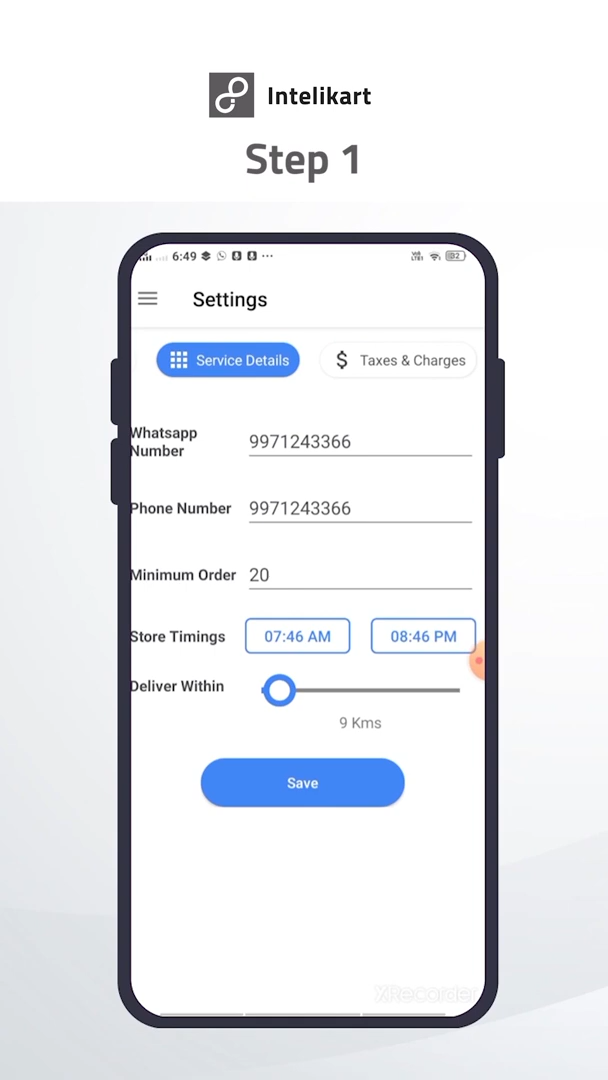 Intelikart
Step 1
6:49
Settings
Service Details
$ Taxes & Charges
Whatsapp
Number
9971243366
Phone Number 9971243366
Minimum Order 20
Store Timings 07:46 AM 08:46 PM
Deliver Within
9 Kms
Save
XRecorder